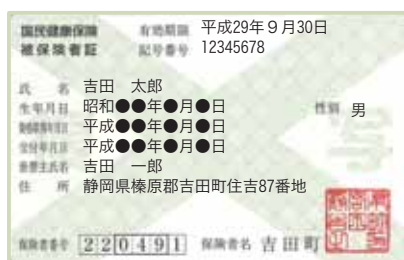 国民健康保険 有効期限 平成29年9月30日
被保険者証 記号番号 12345678
氏名 吉田 太郎
生年月日 昭和●●年●月●日 性別 男
平成●●年●月●日
交付年月日 平成●●年●月●日
世帯主氏名 吉田 一郎
住所 静岡県榛原郡吉田町住吉87番地
保険者番号 220491 保険者名 吉田町